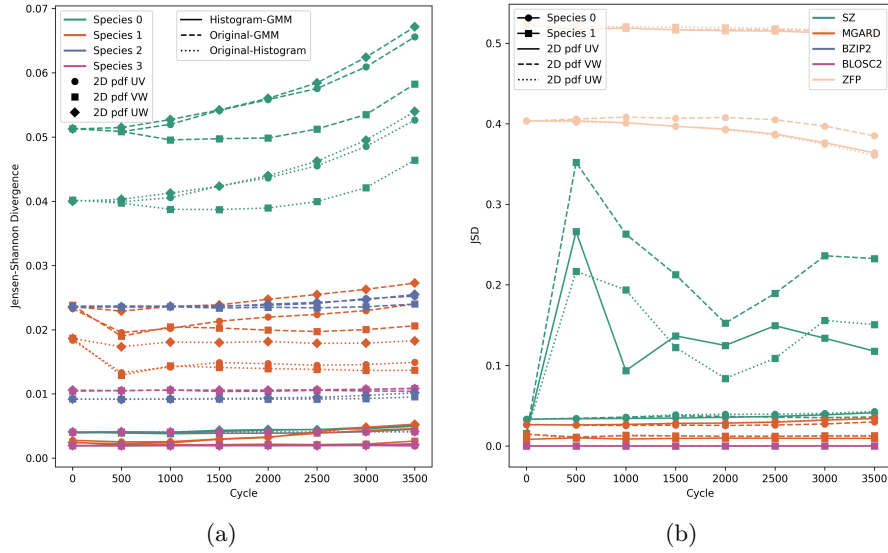 0.07
0.06
0.05
0.04
0.03
0.02
0.01
0.00
Jensen-Shannon Divergence
Species 0
Species 1
Species 2
Species 3
2D pdf UV
2D pdf VW
2D pdf UW
Histogram-GMM
Original-GMM
Original-Histogram
0 500 1000 1500 2000 2500 3000 3500
Cycle
(a)
0.5
0.4
0.3
0.2
0.1
0.0
JSD
Species 0
Species 1
2D pdf UV
2D pdf VW
2D pdf UW
SZ
MGARD
BZIP2
BLOSC2
ZFP
0 500 1000 1500 2000 2500 3000 3500
Cycle
(b)